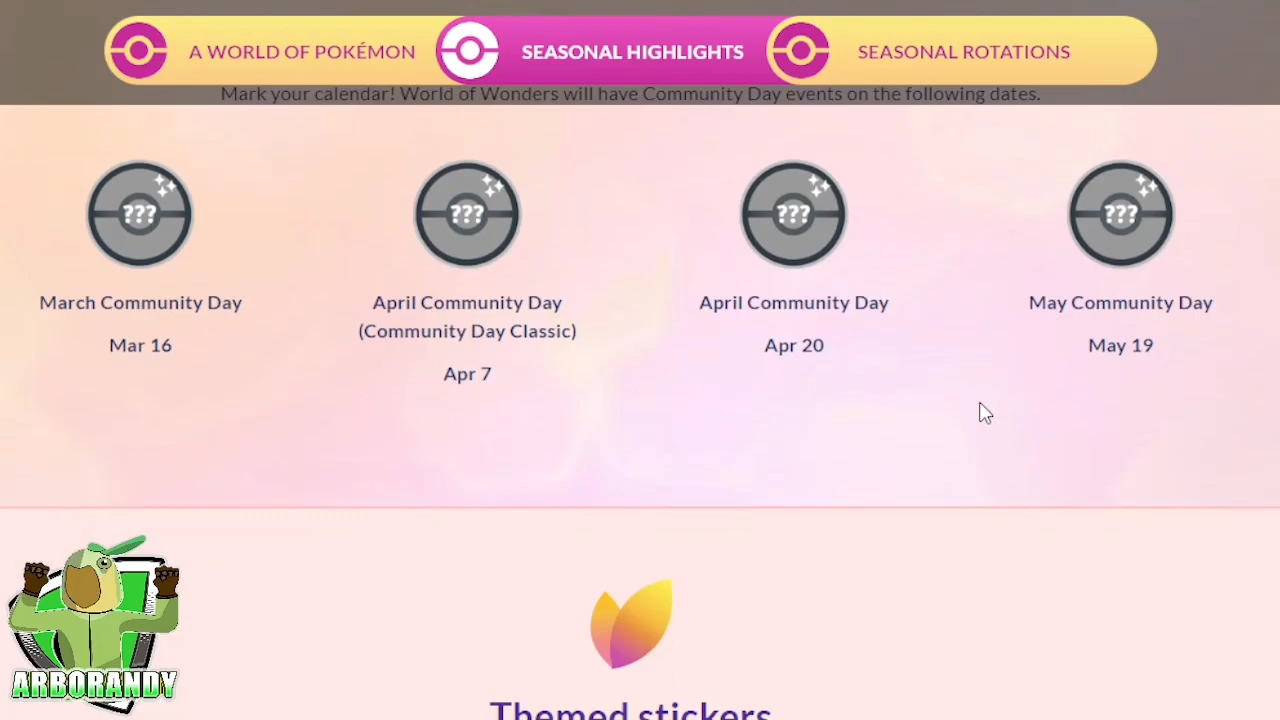 A WORLD OF POKÉMON
SEASONAL HIGHLIGHTS
SEASONAL ROTATIONS
Mark your calendar! World of Wonders will have Community Day events on the following dates.
???
???
???
???
March Community Day
Mar 16
April Community Day
(Community Day Classic)
Apr 7
April Community Day
Apr 20
May Community Day
May 19
ARBORANDY
Themed stickers